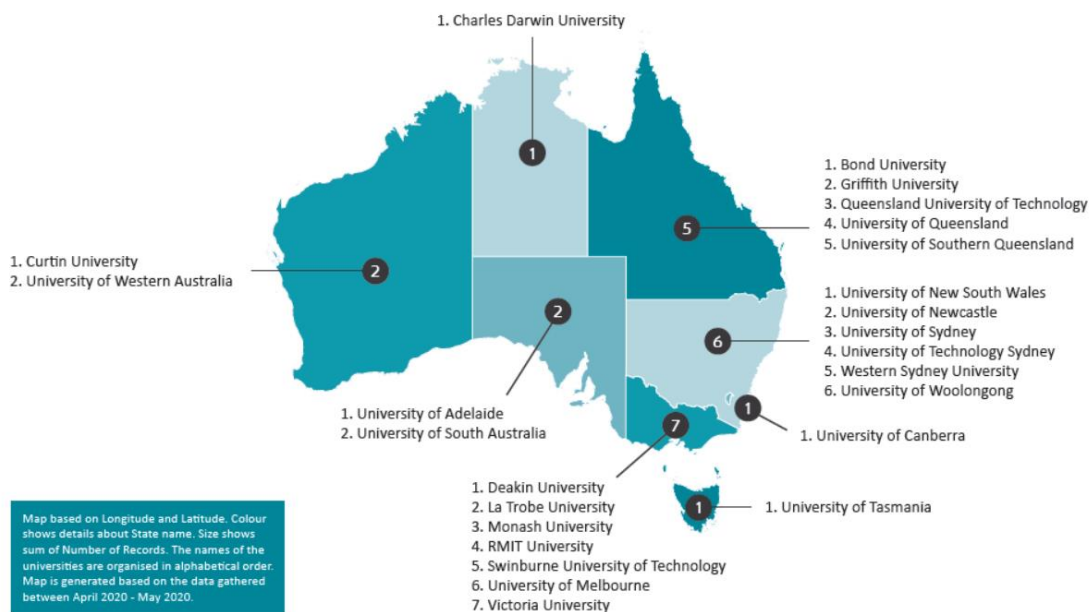 1. Charles Darwin University
1
1. Bond University
2. Griffith University
3. Queensland University of Technology
4. University of Queensland
5. University of Southern Queensland
5
1. Curtin University
2. University of Western Australia
2
1. University of New South Wales
2. University of Newcastle
3. University of Sydney
4. University of Technology Sydney
5. Western Sydney University
6. University of Woolongong
6
2
1. University of Adelaide
2. University of South Australia
1
1. University of Canberra
7
1. Deakin University
2. La Trobe University
3. Monash University
4. RMIT University
5. Swinburne University of Technology
6. University of Melbourne
7. Victoria University
1
1. University of Tasmania
Map based on Longitude and Latitude. Colour
shows details about State name. Size shows
sum of Number of Records. The names of the
universities are organised in alphabetical order.
Map is generated based on the data gathered
between April 2020 - May 2020.